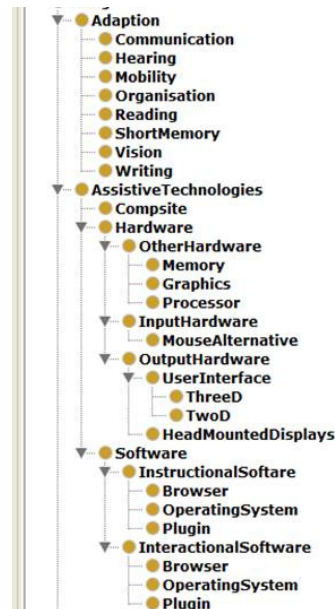 Adaption
Communication
Hearing
Mobility
Organisation
Reading
ShortMemory
Vision
Writing
AssistiveTechnologies
Compsite
Hardware
OtherHardware
Memory
Graphics
Processor
InputHardware
MouseAlternative
OutputHardware
UserInterface
ThreeD
TwoD
HeadMountedDisplays
Software
InstructionalSoftare
Browser
OperatingSystem
Plugin
InteractionalSoftware
Browser
OperatingSystem
Plugin